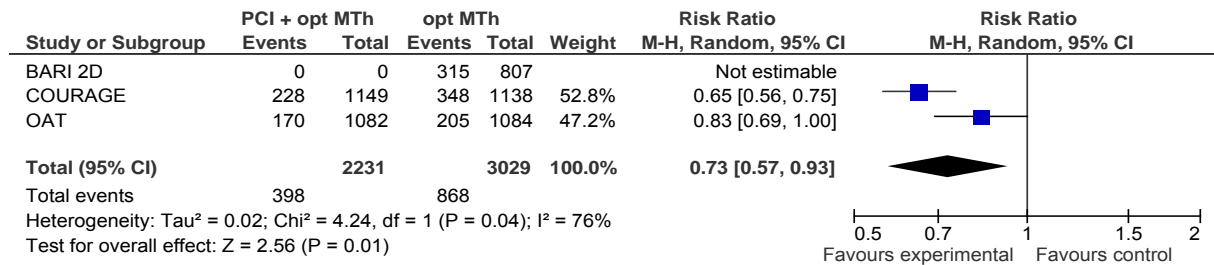 PCI + opt MTh opt MTh Risk Ratio Risk Ratio
Study or Subgroup Events Total Events Total Weight M-H, Random, 95% CI M-H, Random, 95% CI
BARI 2D 0 0 315 807 Not estimable
COURAGE 228 1149 348 1138 52.8% 0.65 [0.56, 0.75]
OAT 170 1082 205 1084 47.2% 0.83 [0.69, 1.00]
Total (95% CI) 2231 3029 100.0% 0.73 [0.57, 0.93]
Total events 398 868
Heterogeneity: Tau² = 0.02; Chi² = 4.24, df = 1 (P = 0.04); I² = 76%
Test for overall effect: Z = 2.56 (P = 0.01)
0.5 0.7 1 1.5 2
Favours experimental Favours control